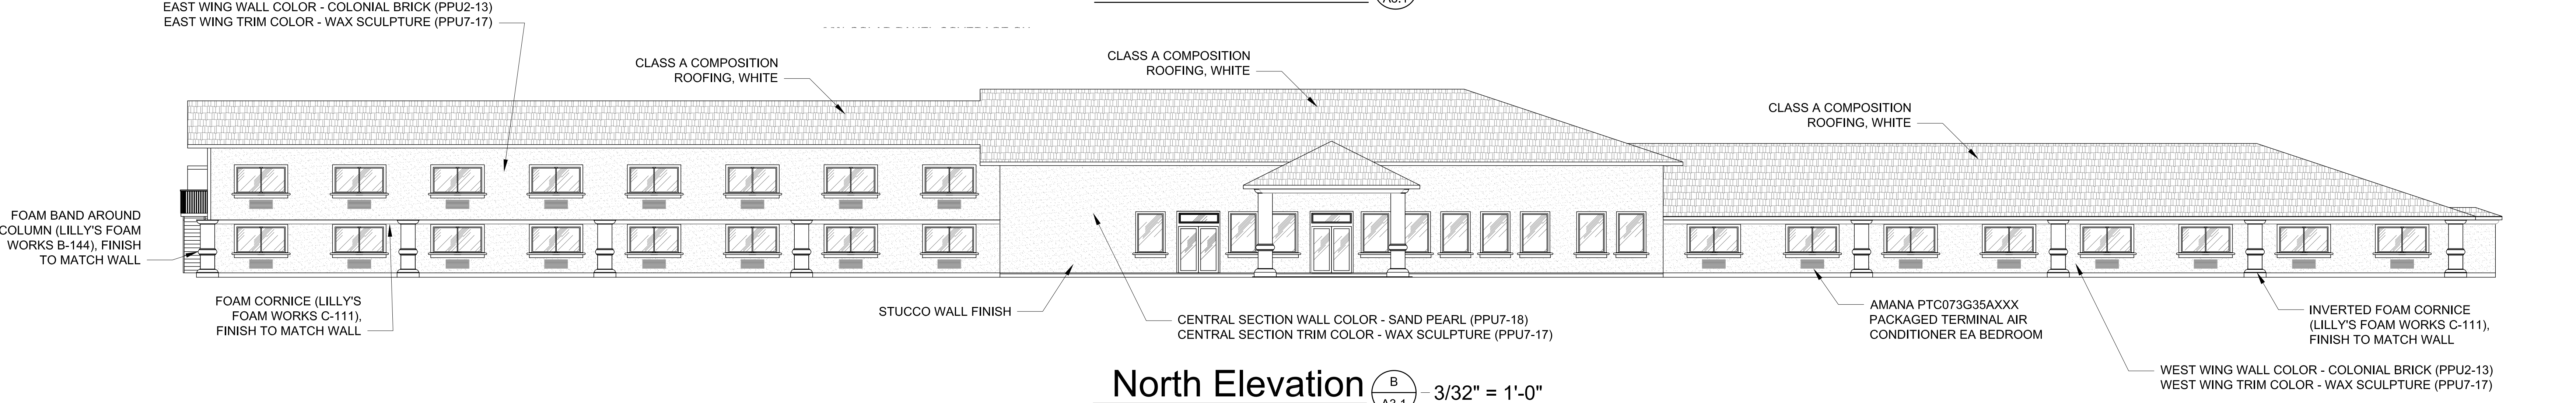 EAST WING WALL COLOR - COLONIAL BRICK (PPU2-13)
EAST WING TRIM COLOR - WAX SCULPTURE (PPU7-17)
A3.1
CLASS A COMPOSITION
ROOFING, WHITE
CLASS A COMPOSITION
ROOFING, WHITE
CLASS A COMPOSITION
ROOFING, WHITE
FOAM BAND AROUND
COLUMN (LILLY'S FOAM
WORKS B-144), FINISH
TO MATCH WALL
FOAM CORNICE (LILLY'S
FOAM WORKS C-111),
FINISH TO MATCH WALL
STUCCO WALL FINISH
CENTRAL SECTION WALL COLOR - SAND PEARL (PPU7-18)
CENTRAL SECTION TRIM COLOR - WAX SCULPTURE (PPU7-17)
AMANA PTC073G35AXXX
PACKAGED TERMINAL AIR
CONDITIONER EA BEDROOM
INVERTED FOAM CORNICE
(LILLY'S FOAM WORKS C-111),
FINISH TO MATCH WALL
WEST WING WALL COLOR - COLONIAL BRICK (PPU2-13)
WEST WING TRIM COLOR - WAX SCULPTURE (PPU7-17)
North Elevation
B
A3.1
3/32" = 1'-0"